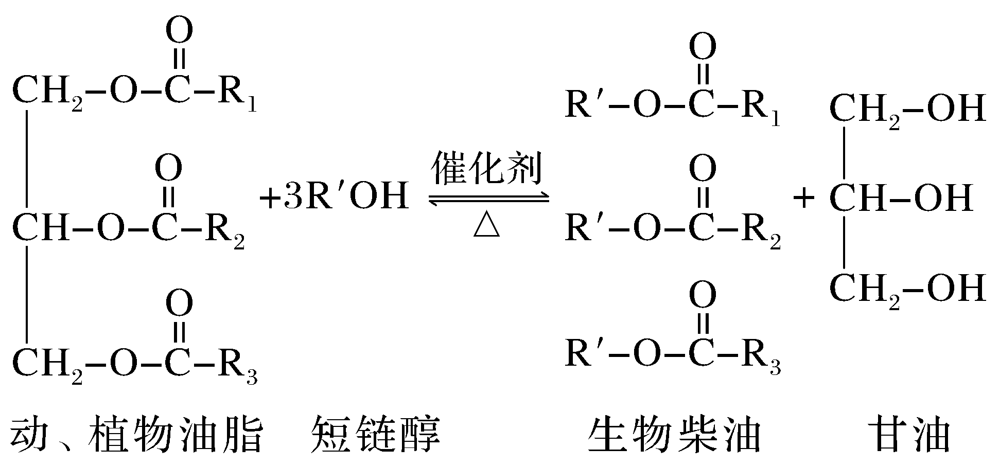 O O
CH₂-O-C-R₁ R′-O-C-R₁ CH₂-OH
O 催化剂 O
CH-O-C-R₂ +3R′OH ⇌ R′-O-C-R₂ + CH-OH
△
O O
CH₂-O-C-R₃ R′-O-C-R₃ CH₂-OH
动、植物油脂 短链醇 生物柴油 甘油